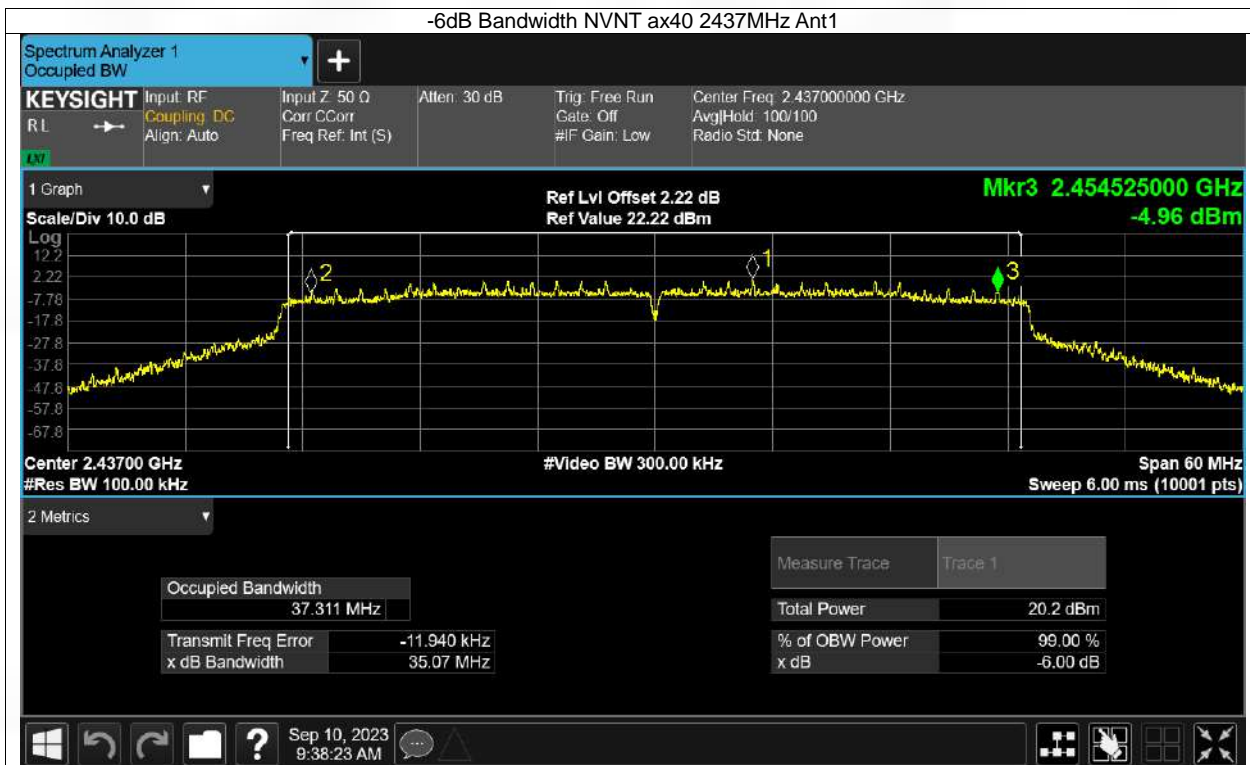 -6dB Bandwidth NVNT ax40 2437MHz Ant1
Spectrum Analyzer 1
Occupied BW
KEYSIGHT
RL
LXI
Input: RF
Coupling: DC
Align: Auto
Input Z: 50 Ω
Corr CCorr
Freq Ref: Int (S)
Atten: 30 dB
Trig: Free Run
Gate: Off
#IF Gain: Low
Center Freq: 2.437000000 GHz
Avg|Hold: 100/100
Radio Std: None
1 Graph
Scale/Div 10.0 dB
Ref Lvl Offset 2.22 dB
Ref Value 22.22 dBm
Mkr3 2.454525000 GHz
-4.96 dBm
Log
12.2
2.22
-7.78
-17.8
-27.8
-37.8
-47.8
-57.8
-67.8
2
1
3
Center 2.43700 GHz
#Res BW 100.00 kHz
#Video BW 300.00 kHz
Span 60 MHz
Sweep 6.00 ms (10001 pts)
2 Metrics
Occupied Bandwidth
37.311 MHz
Transmit Freq Error -11.940 kHz
x dB Bandwidth 35.07 MHz
Measure Trace Trace 1
Total Power 20.2 dBm
% of OBW Power 99.00 %
x dB -6.00 dB
?
Sep 10, 2023
9:38:23 AM